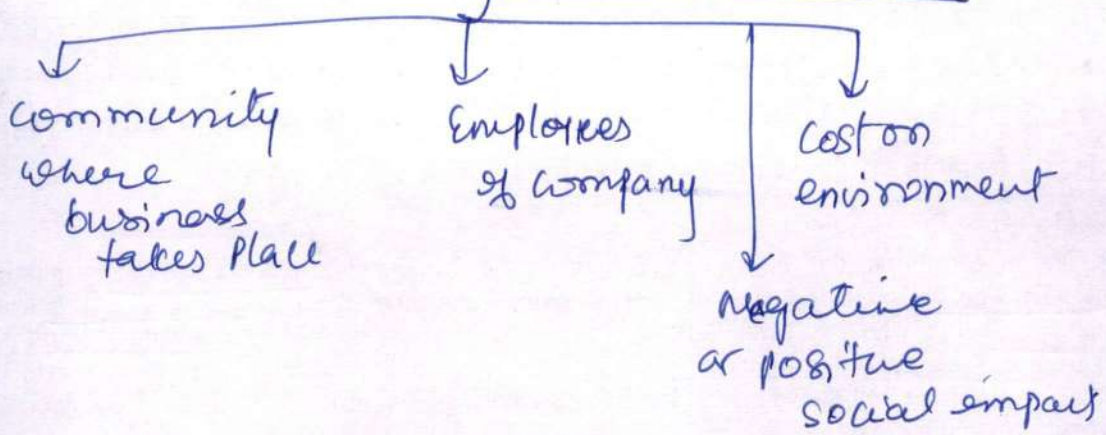 community
where
business
takes Place
Employees
of company
Cost on
environment
Negative
or positive
social impact